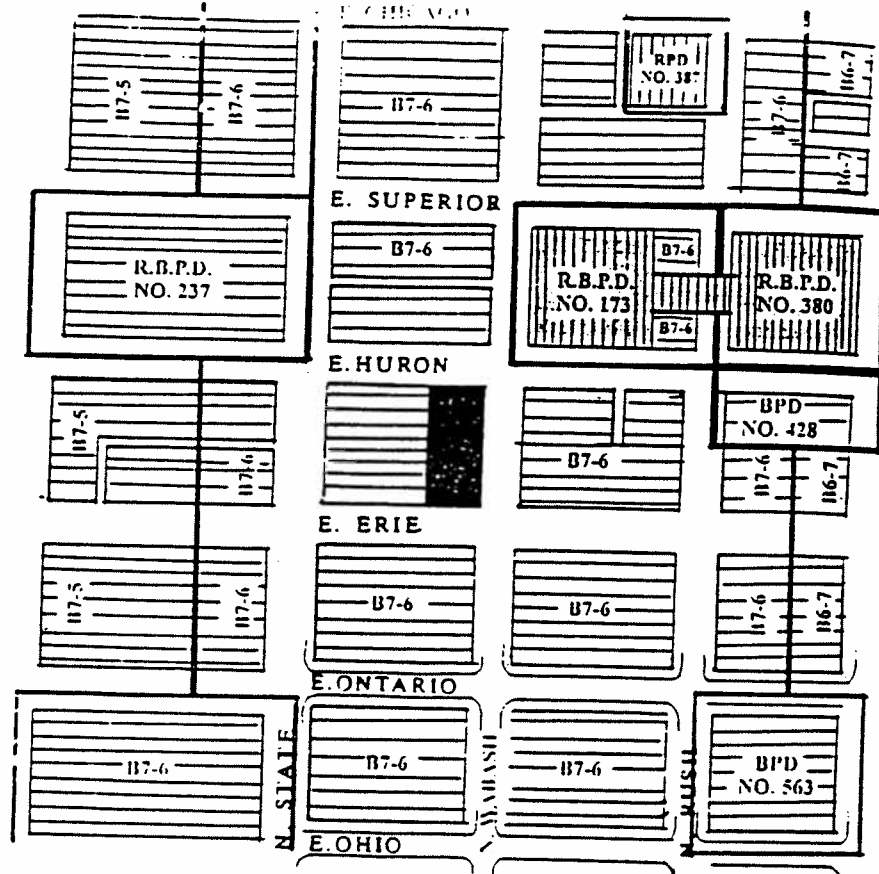 E. CHICAGO
B7-5
B7-6
B7-6
RPD
NO. 387
B7-6
B6-7
B6-7
E. SUPERIOR
R.B.P.D.
NO. 237
B7-6
R.B.P.D.
NO. 173
B7-6
B7-6
R.B.P.D.
NO. 380
E. HURON
B7-5
B7-6
B7-6
BPD
NO. 428
B7-6
B6-7
E. ERIE
B7-5
B7-6
B7-6
B7-6
B7-6
B6-7
E. ONTARIO
B7-6
N. STATE
B7-6
WABASH
B7-6
N. RUSH
BPD
NO. 563
E. OHIO